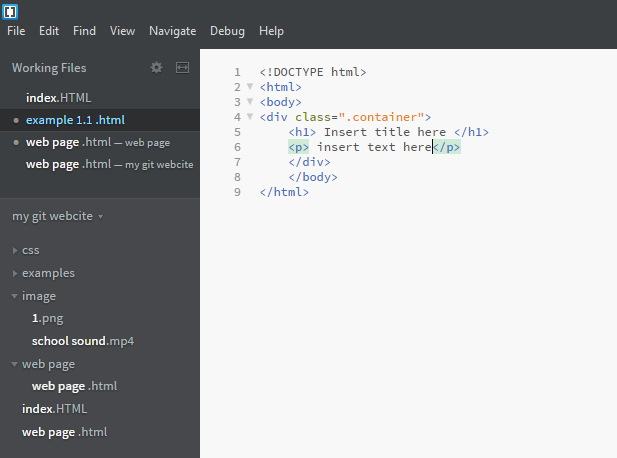 File Edit Find View Navigate Debug Help
Working Files
index.HTML
example 1.1 .html
web page .html — web page
web page .html — my git webcite
my git webcite
css
examples
image
1.png
school sound.mp4
web page
web page .html
index.HTML
web page .html
1 <!DOCTYPE html>
2 <html>
3 <body>
4 <div class=".container">
5 <h1> Insert title here </h1>
6 <p> insert text here</p>
7 </div>
8 </body>
9 </html>